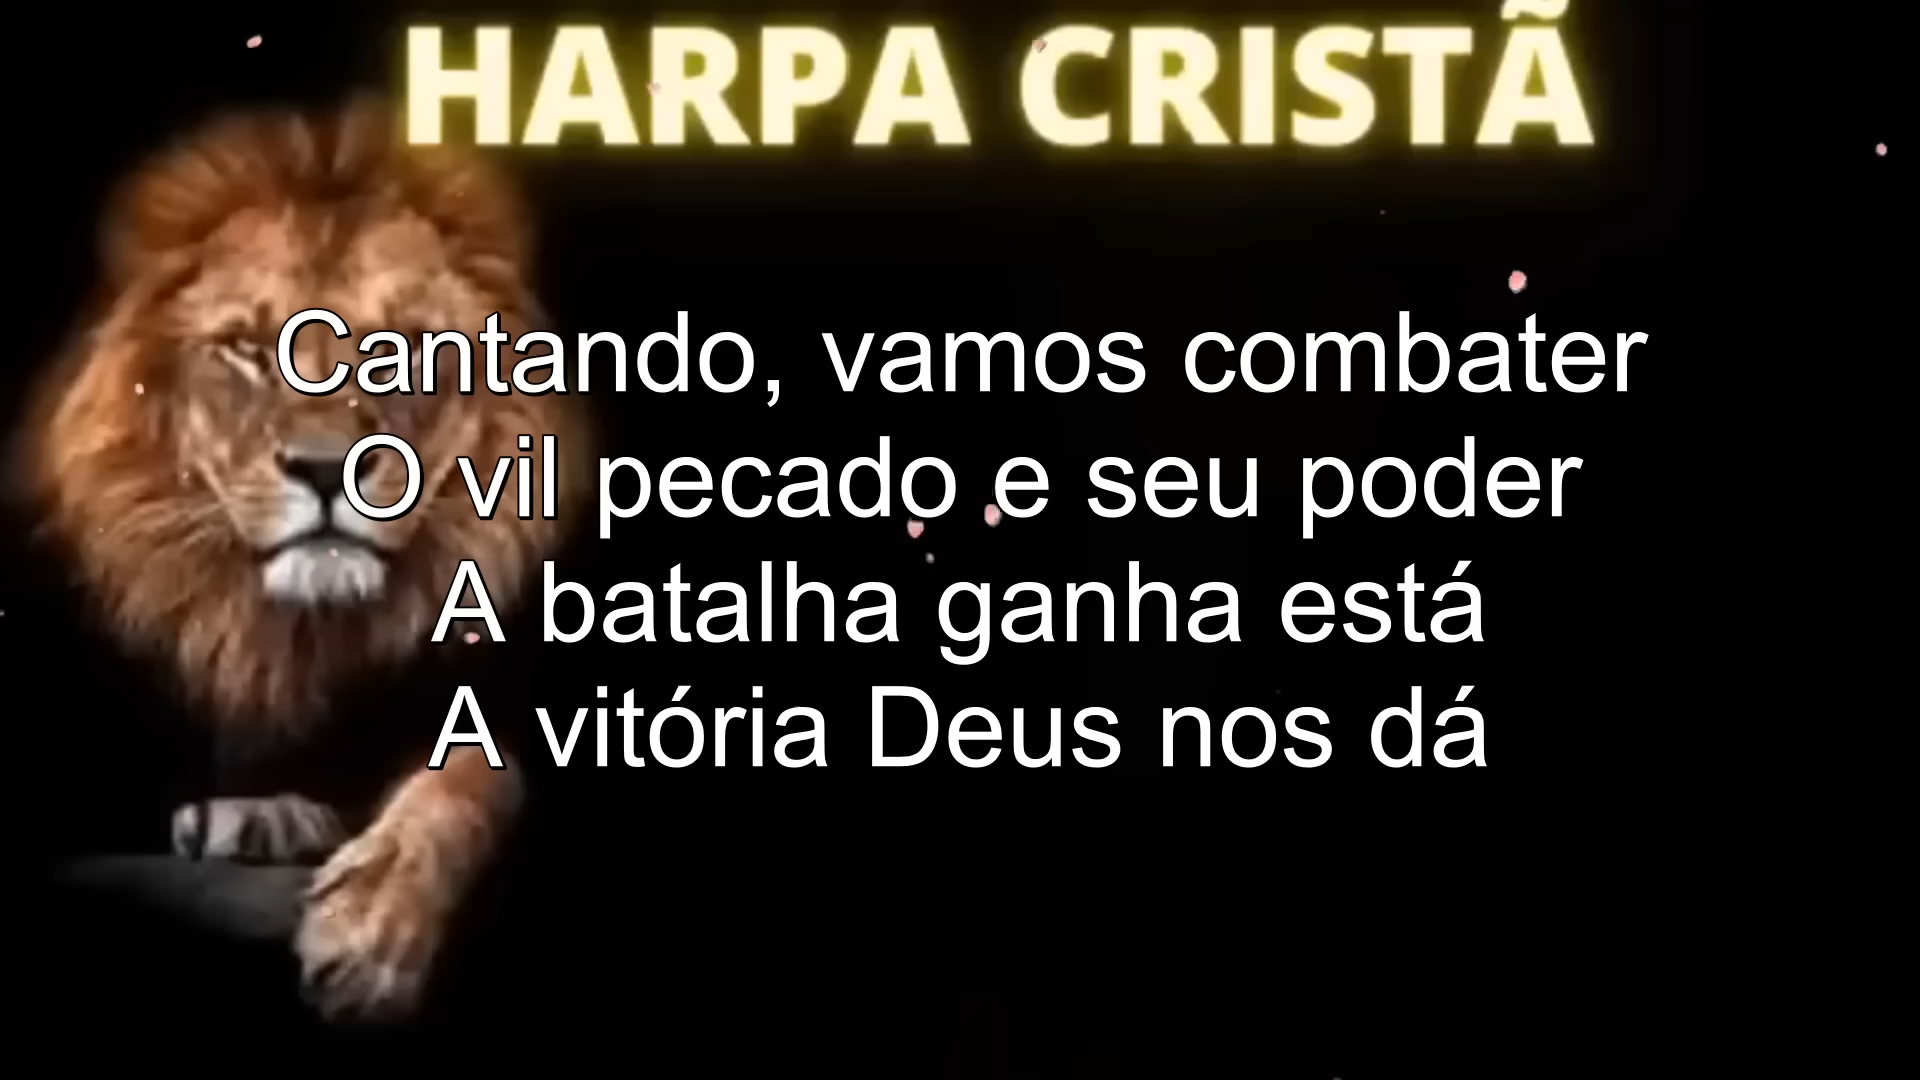 HARPA CRISTÃ
Cantando, vamos combater
O vil pecado e seu poder
A batalha ganha está
A vitória Deus nos dá